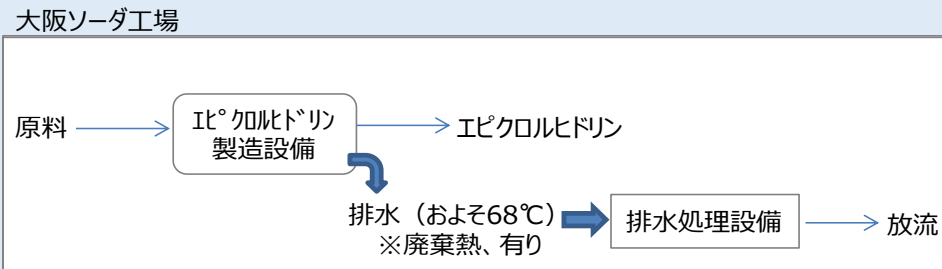 大阪ソーダ工場
原料
ｴﾋﾟｸﾛﾙﾋﾄﾞﾘﾝ
製造設備
エピクロルヒドリン
排水（およそ68℃）
※廃棄熱、有り
排水処理設備
放流